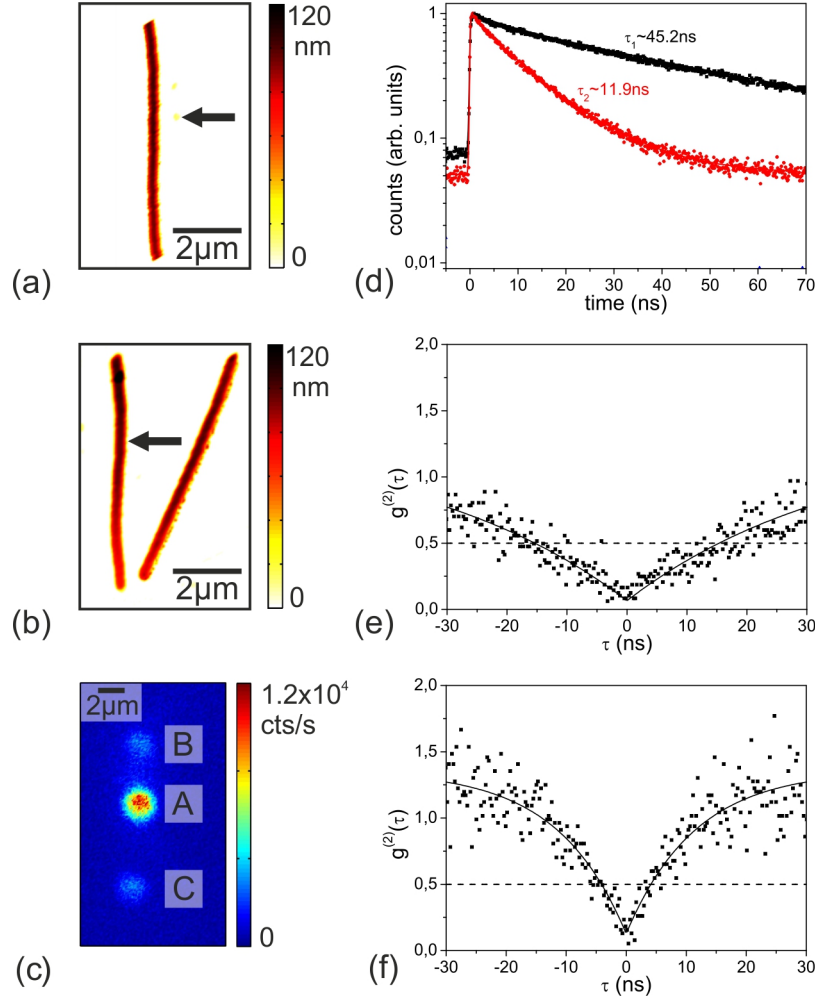 120
nm
0
2μm
(a)
120
nm
0
2μm
(b)
2μm
B
A
C
1.2x10⁴
cts/s
0
(c)
1
0,1
0,01
counts (arb. units)
τ₁~45.2ns
τ₂~11.9ns
0 10 20 30 40 50 60 70
time (ns)
(d)
2,0
1,5
1,0
0,5
0,0
g⁽²⁾(τ)
-30 -20 -10 0 10 20 30
τ (ns)
(e)
2,0
1,5
1,0
0,5
0,0
g⁽²⁾(τ)
-30 -20 -10 0 10 20 30
τ (ns)
(f)